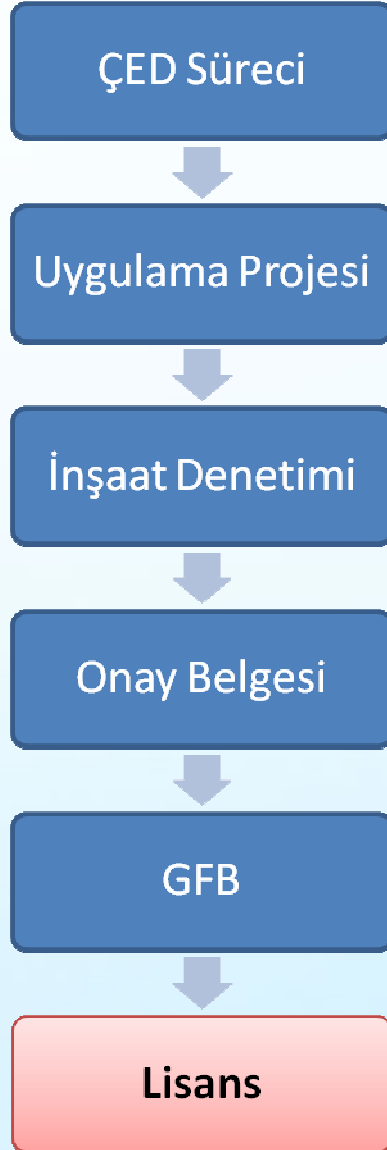 ÇED Süreci
Uygulama Projesi
İnşaat Denetimi
Onay Belgesi
GFB
Lisans